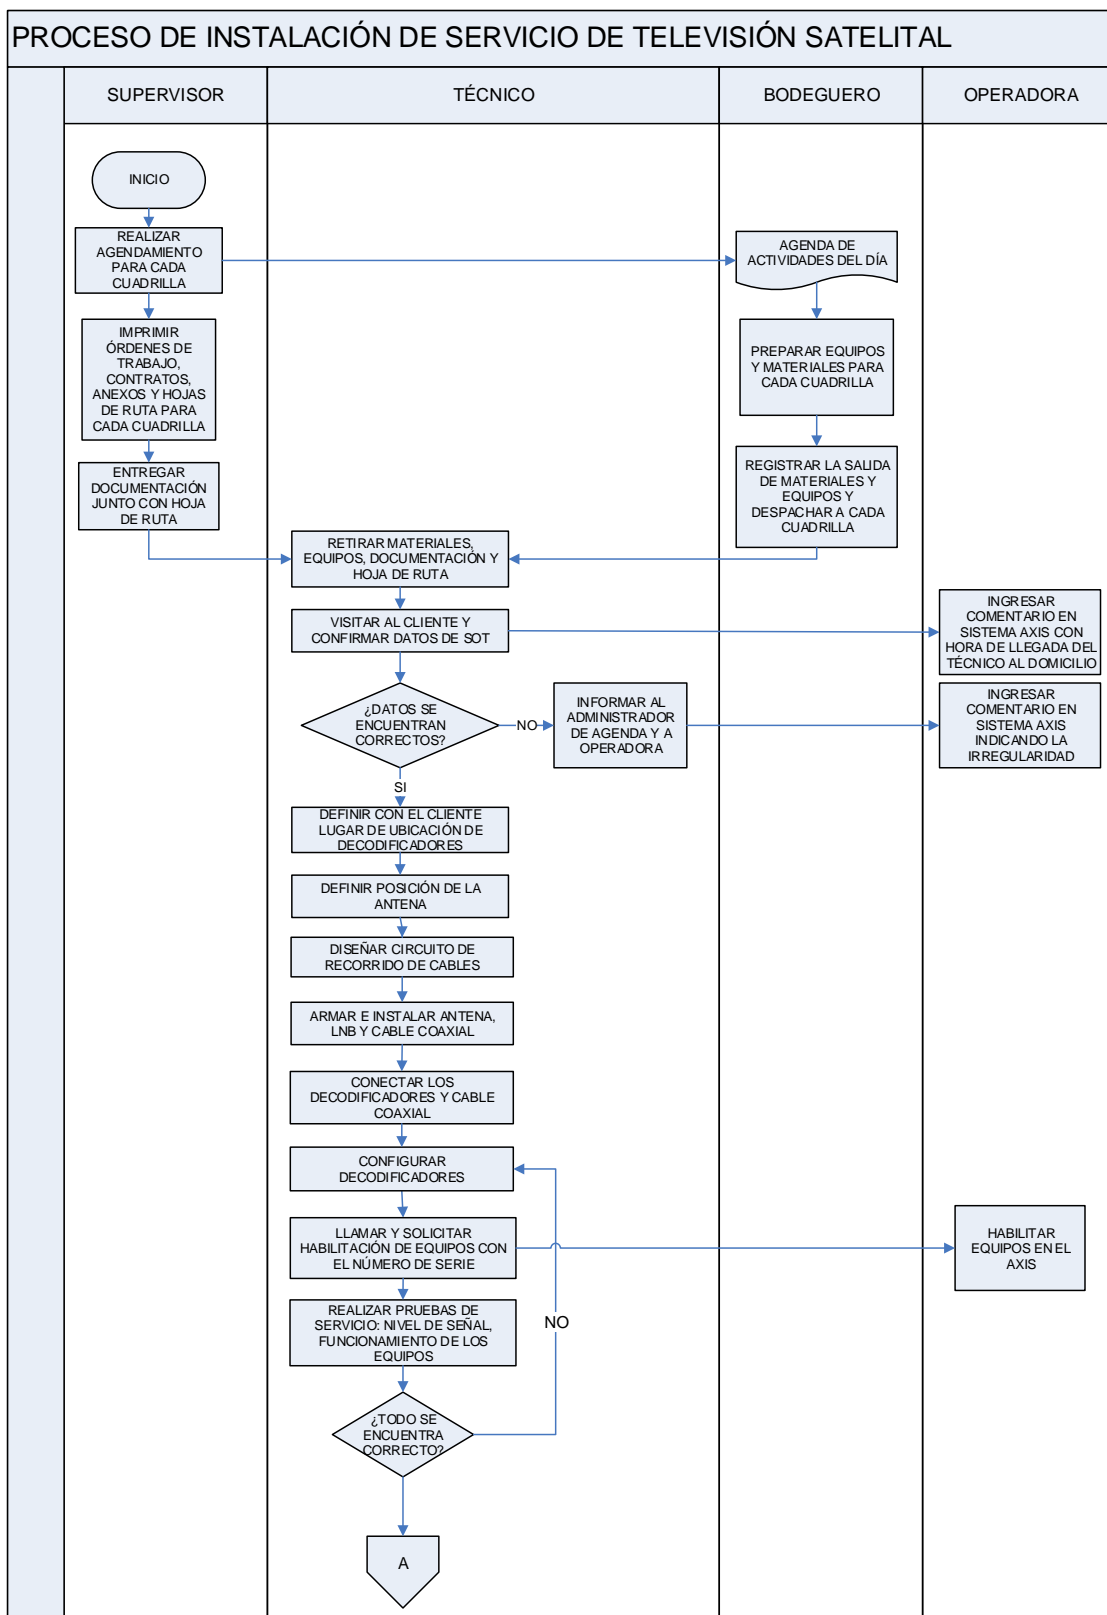 PROCESO DE INSTALACIÓN DE SERVICIO DE TELEVISIÓN SATELITAL
SUPERVISOR
TÉCNICO
BODEGUERO
OPERADORA
INICIO
REALIZAR
AGENDAMIENTO
PARA CADA
CUADRILLA
AGENDA DE
ACTIVIDADES DEL DÍA
IMPRIMIR
ÓRDENES DE
TRABAJO,
CONTRATOS,
ANEXOS Y HOJAS
DE RUTA PARA
CADA CUADRILLA
PREPARAR EQUIPOS
Y MATERIALES PARA
CADA CUADRILLA
ENTREGAR
DOCUMENTACIÓN
JUNTO CON HOJA
DE RUTA
REGISTRAR LA SALIDA
DE MATERIALES Y
EQUIPOS Y
DESPACHAR A CADA
CUADRILLA
RETIRAR MATERIALES,
EQUIPOS, DOCUMENTACIÓN Y
HOJA DE RUTA
VISITAR AL CLIENTE Y
CONFIRMAR DATOS DE SOT
INGRESAR
COMENTARIO EN
SISTEMA AXIS CON
HORA DE LLEGADA DEL
TÉCNICO AL DOMICILIO
¿DATOS SE
ENCUENTRAN
CORRECTOS?
NO
INFORMAR AL
ADMINISTRADOR
DE AGENDA Y A
OPERADORA
INGRESAR
COMENTARIO EN
SISTEMA AXIS
INDICANDO LA
IRREGULARIDAD
SI
DEFINIR CON EL CLIENTE
LUGAR DE UBICACIÓN DE
DECODIFICADORES
DEFINIR POSICIÓN DE LA
ANTENA
DISEÑAR CIRCUITO DE
RECORRIDO DE CABLES
ARMAR E INSTALAR ANTENA,
LNB Y CABLE COAXIAL
CONECTAR LOS
DECODIFICADORES Y CABLE
COAXIAL
CONFIGURAR
DECODIFICADORES
LLAMAR Y SOLICITAR
HABILITACIÓN DE EQUIPOS CON
EL NÚMERO DE SERIE
HABILITAR
EQUIPOS EN EL
AXIS
REALIZAR PRUEBAS DE
SERVICIO: NIVEL DE SEÑAL,
FUNCIONAMIENTO DE LOS
EQUIPOS
NO
¿TODO SE
ENCUENTRA
CORRECTO?
A